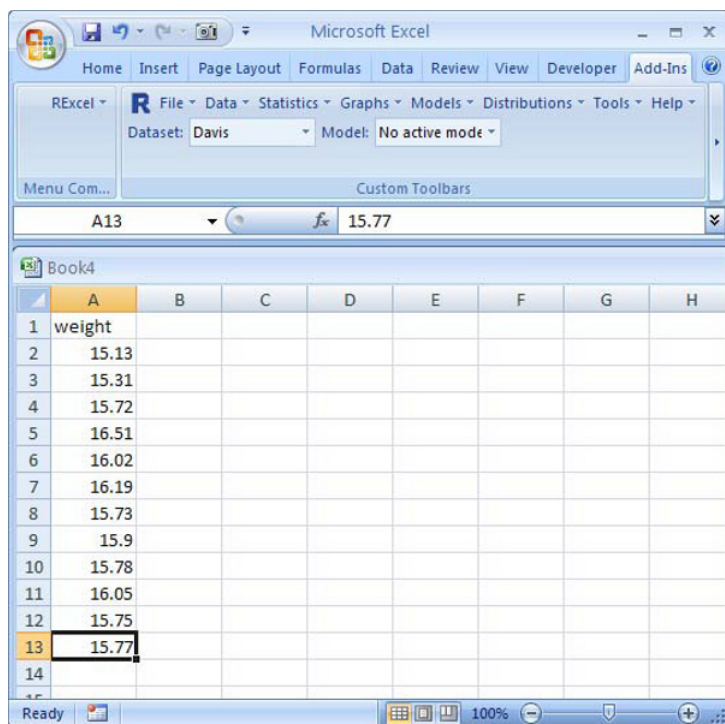 Microsoft Excel
Home Insert Page Layout Formulas Data Review View Developer Add-Ins
RExcel R File Data Statistics Graphs Models Distributions Tools Help
Dataset: Davis Model: No active mode
Menu Com... Custom Toolbars
A13 fx 15.77
Book4
A B C D E F G H
1 weight
2 15.13
3 15.31
4 15.72
5 16.51
6 16.02
7 16.19
8 15.73
9 15.9
10 15.78
11 16.05
12 15.75
13 15.77
14
15
Ready 100%